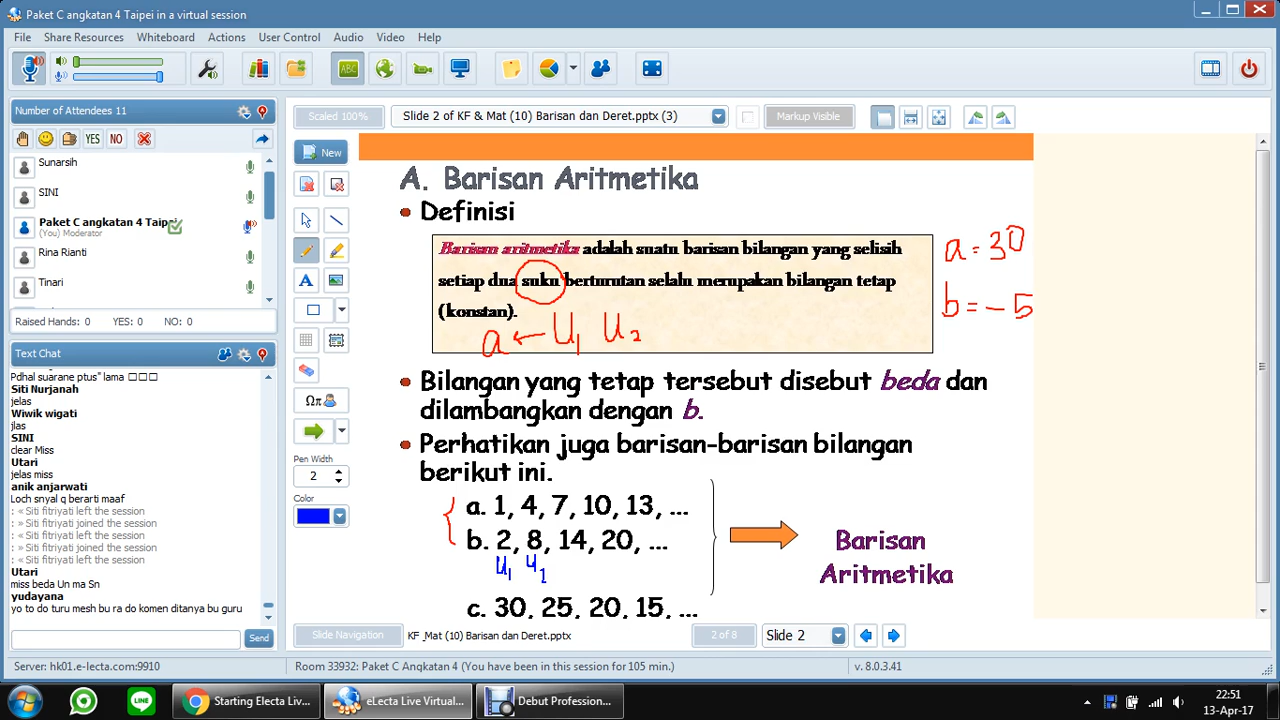 Paket C angkatan 4 Taipei in a virtual session
File Share Resources Whiteboard Actions Users Control Audio Video Help
ABC
Number of Attendees 11
YES NO
Sunarsih
SINI
Paket C angkatan 4 Taipei
(You) Moderator
Rina Rianti
Tinari
Raised Hands: 0 YES: 0 NO: 0
Text Chat
Pdhal suarane ptus" lama
Siti Nurjanah
jelas
Wiwik wigati
jlas
SINI
clear Miss
Utari
jelas miss
anik anjarwati
Loch snyal q berarti maaf
: « Siti fitriyati left the session
: » Siti fitriyati joined the session
: » Siti fitriyati joined the session
: « Siti fitriyati left the session
Utari
miss beda Un ma Sn
yudayana
yo to do turu mesh bu ra do komen ditanya bu guru
Send
Scaled 100%
Slide 2 of KF & Mat (10) Barisan dan Deret.pptx (3)
Markup Visible
New
A
Ωπ
Pen Width
2
Color
A. Barisan Aritmetika
• Definisi
Barisan aritmetika adalah suatu barisan bilangan yang selisih
setiap dua suku berturutan selalu merupakan bilangan tetap
(konstan).
a ← U1 U2
a = 30
b = -5
• Bilangan yang tetap tersebut disebut beda dan
dilambangkan dengan b.
• Perhatikan juga barisan-barisan bilangan
berikut ini.
a. 1, 4, 7, 10, 13, ...
b. 2, 8, 14, 20, ...
U1 U2
c. 30, 25, 20, 15, ...
Barisan
Aritmetika
Slide Navigation
KF_Mat (10) Barisan dan Deret.pptx
2 of 8
Slide 2
Server: hk01.e-lecta.com:9910
Room 33932: Paket C Angkatan 4 (You have been in this session for 105 min.)
v. 8.0.3.41
LINE
Starting Electa Liv...
eLecta Live Virtual...
Debut Profession...
22:51
13-Apr-17